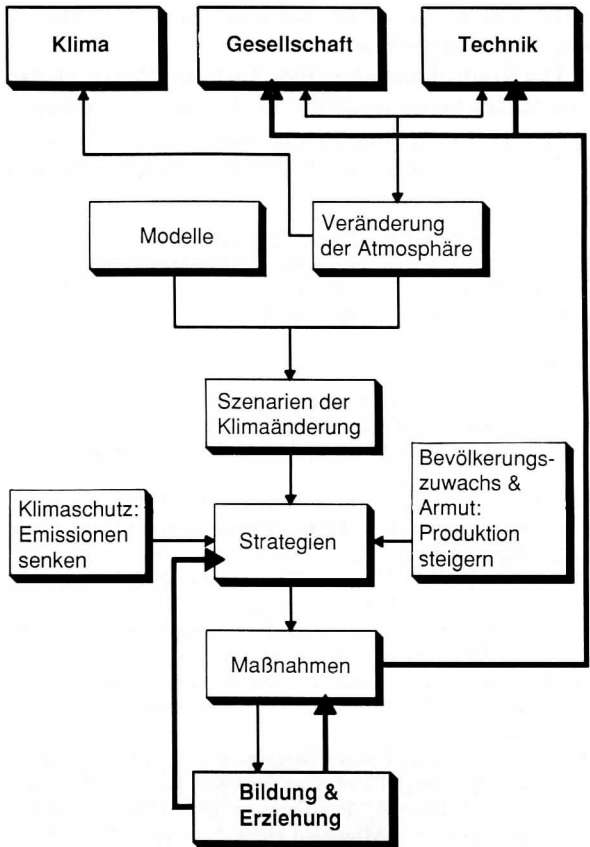 Klima
Gesellschaft
Technik
Modelle
Veränderung
der Atmosphäre
Szenarien der
Klimaänderung
Klimaschutz:
Emissionen
senken
Strategien
Bevölkerungs-
zuwachs &
Armut:
Produktion
steigern
Maßnahmen
Bildung &
Erziehung